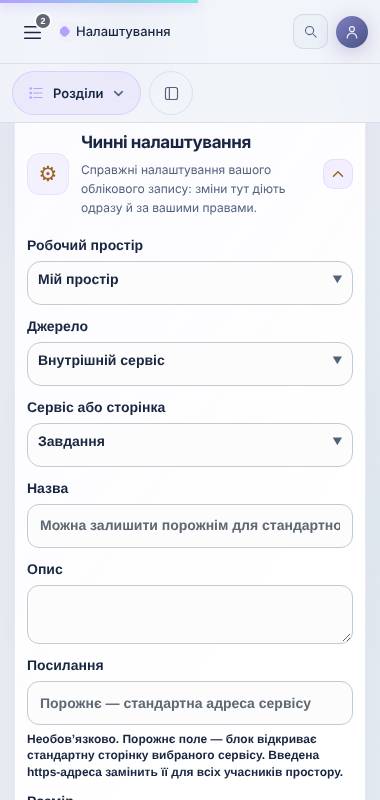 2
Налаштування
Розділи
Чинні налаштування
Справжні налаштування вашого
облікового запису: зміни тут діють
одразу й за вашими правами.
Робочий простір
Мій простір
Джерело
Внутрішній сервіс
Сервіс або сторінка
Завдання
Назва
Можна залишити порожнім для стандартно
Опис
Посилання
Порожнє — стандартна адреса сервісу
Необов’язково. Порожнє поле — блок відкриває
стандартну сторінку вибраного сервісу. Введена
https-адреса замінить її для всіх учасників простору.
Розмір